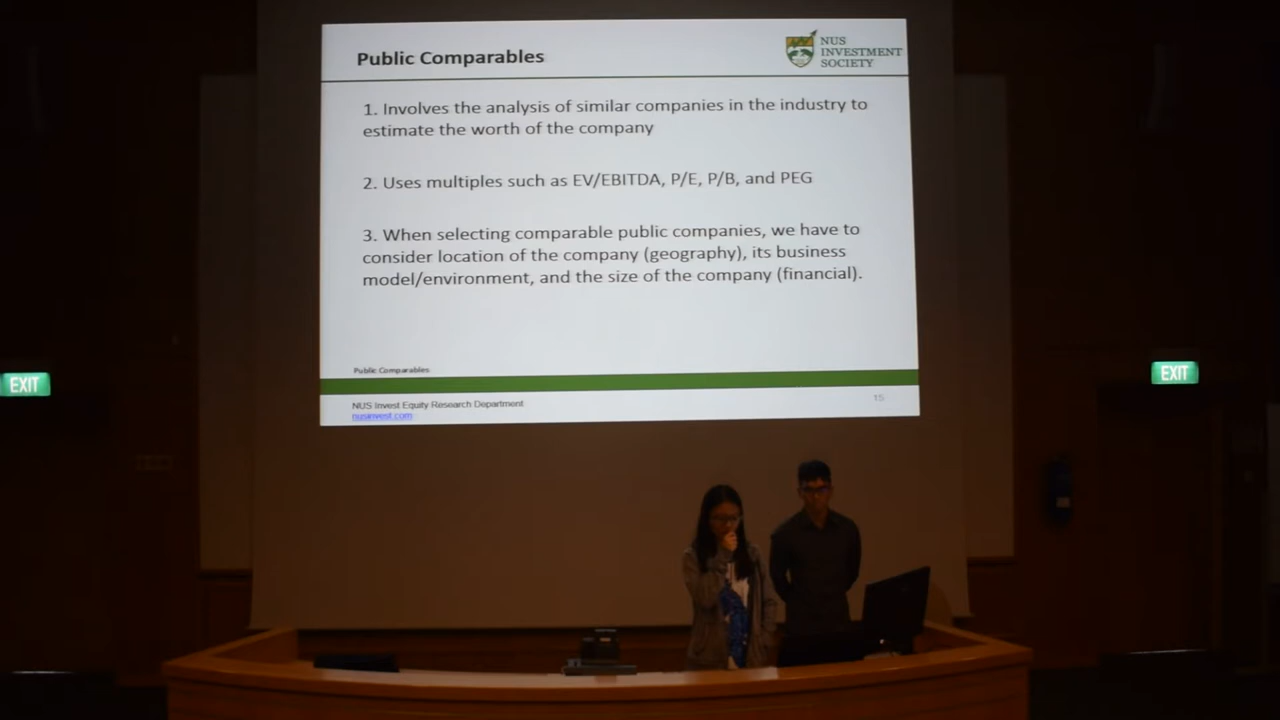 Public Comparables
NUS
INVESTMENT
SOCIETY
1. Involves the analysis of similar companies in the industry to
estimate the worth of the company
2. Uses multiples such as EV/EBITDA, P/E, P/B, and PEG
3. When selecting comparable public companies, we have to
consider location of the company (geography), its business
model/environment, and the size of the company (financial).
Public Comparables
NUS Invest Equity Research Department
nusinvest.com
15
EXIT
EXIT